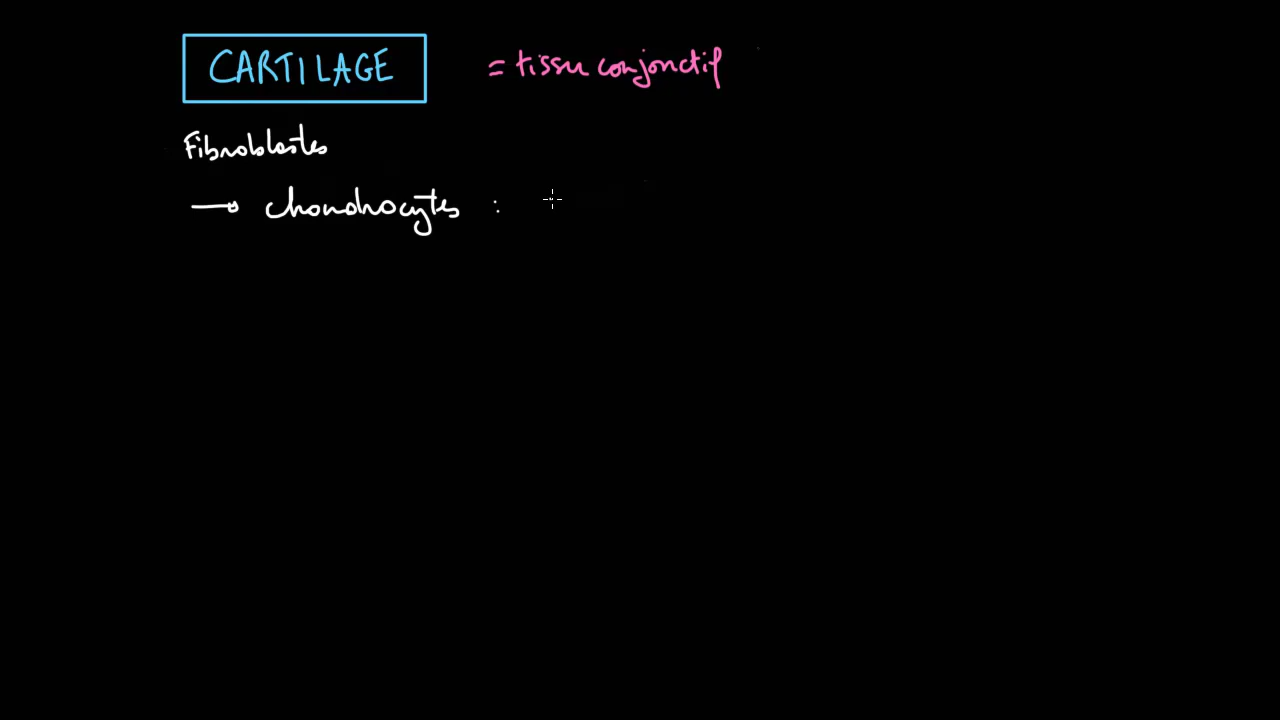 CARTILAGE = tissu conjonctif
Fibroblastes
→ chondrocytes :